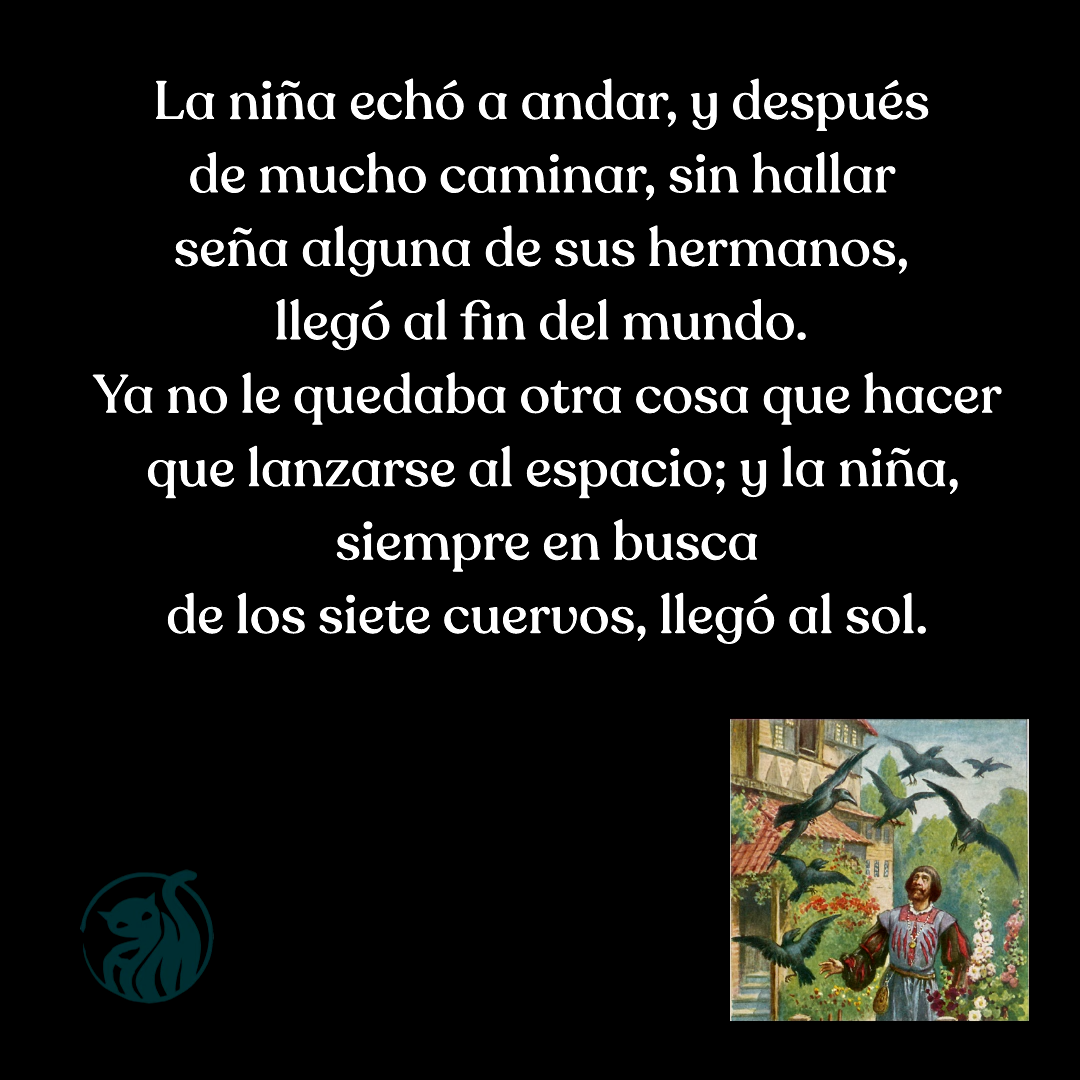 La niña echó a andar, y después
de mucho caminar, sin hallar
seña alguna de sus hermanos,
llegó al fin del mundo.
Ya no le quedaba otra cosa que hacer
que lanzarse al espacio; y la niña,
siempre en busca
de los siete cuervos, llegó al sol.